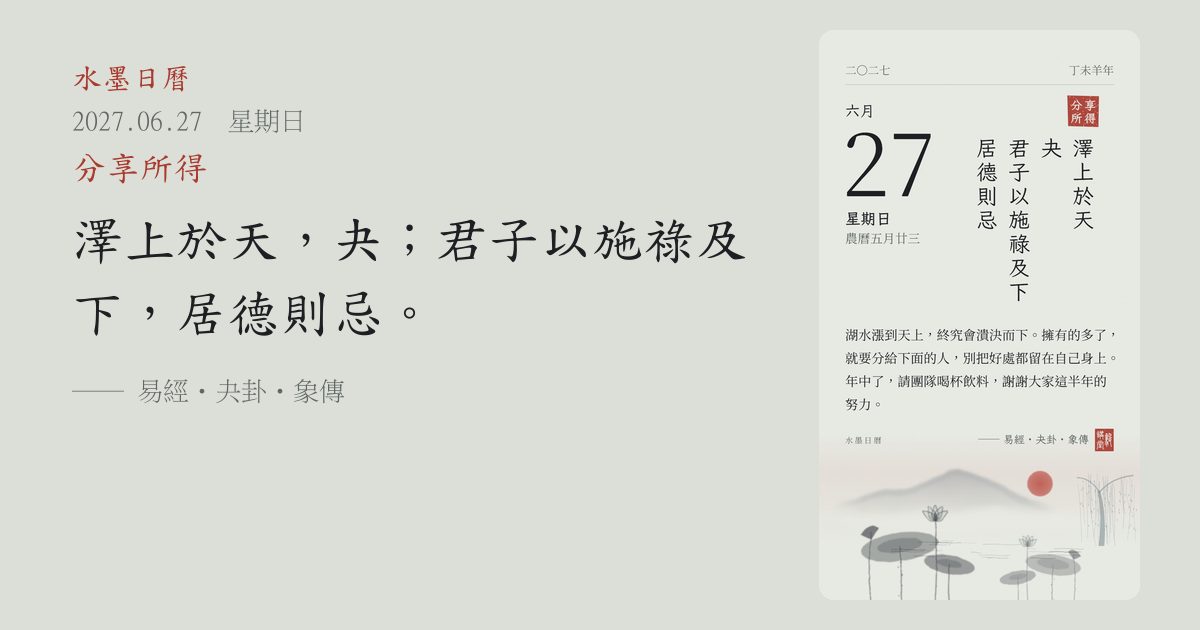 水墨日曆
2027.06.27 星期日
分享所得
澤上於天，夬；君子以施祿及
下，居德則忌。
—— 易經・夬卦・象傳
二〇二七
丁未羊年
六月
27
星期日
農曆五月廿三
分享
所得
澤上於天
夬
君子以施祿及下
居德則忌
湖水漲到天上，終究會潰決而下。擁有的多了，
就要分給下面的人，別把好處都留在自己身上。
年中了，請團隊喝杯飲料，謝謝大家這半年的
努力。
水墨日曆
—— 易經・夬卦・象傳